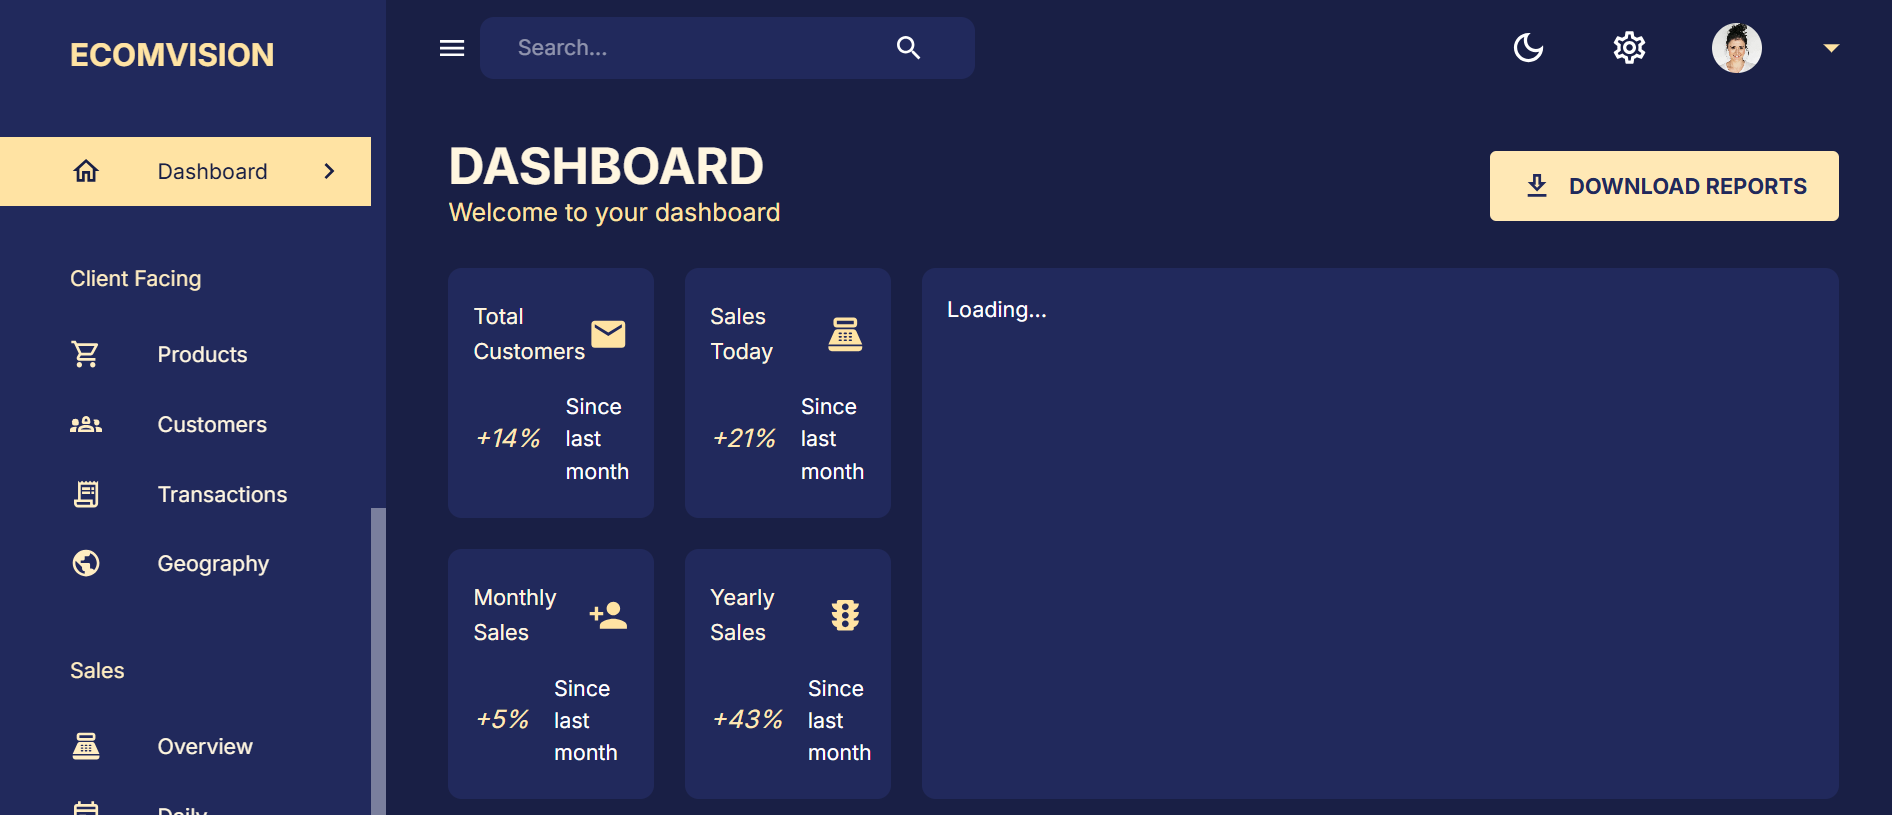 ECOMVISION
Search...
Dashboard
Client Facing
Products
Customers
Transactions
Geography
Sales
Overview
Daily
DASHBOARD
Welcome to your dashboard
DOWNLOAD REPORTS
Total
Customers
+14%
Since
last
month
Sales
Today
+21%
Since
last
month
Loading...
Monthly
Sales
+5%
Since
last
month
Yearly
Sales
+43%
Since
last
month